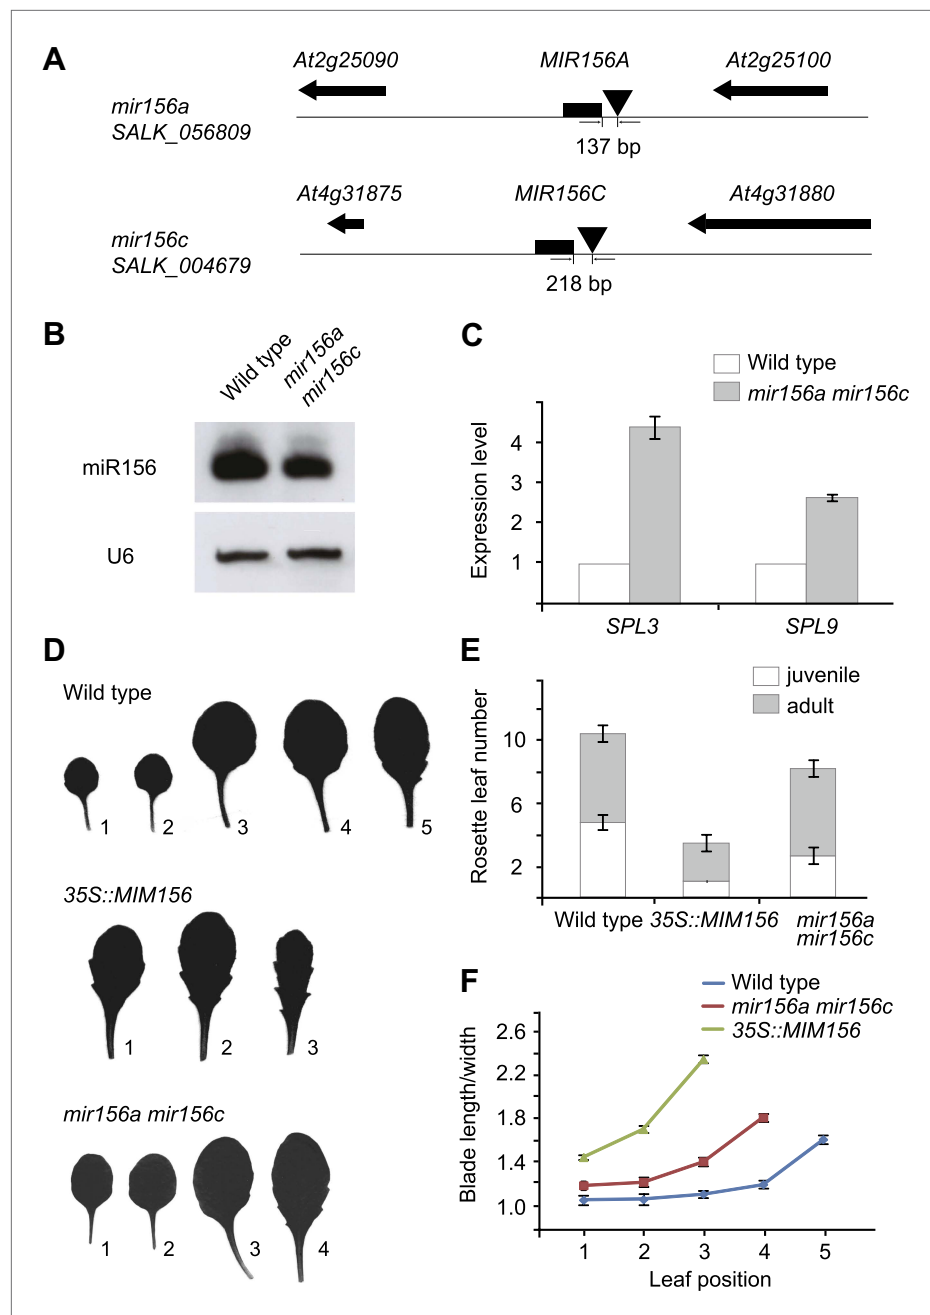 A
At2g25090 MIR156A At2g25100
mir156a
SALK_056809
137 bp
At4g31875 MIR156C At4g31880
mir156c
SALK_004679
218 bp
B
Wild type
mir156a
mir156c
miR156
U6
C
Wild type
mir156a mir156c
Expression level
4
3
2
1
SPL3 SPL9
D
Wild type
1 2 3 4 5
35S::MIM156
1 2 3
mir156a mir156c
1 2 3 4
E
juvenile
adult
Rosette leaf number
10
6
2
Wild type 35S::MIM156 mir156a
mir156c
F
Wild type
mir156a mir156c
35S::MIM156
Blade length/width
2.6
2.2
1.8
1.4
1.0
1 2 3 4 5
Leaf position